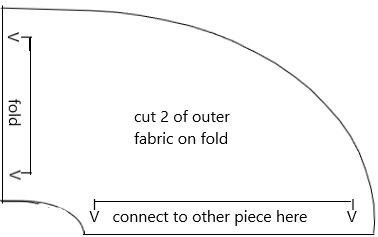 fold
cut 2 of outer
fabric on fold
connect to other piece here